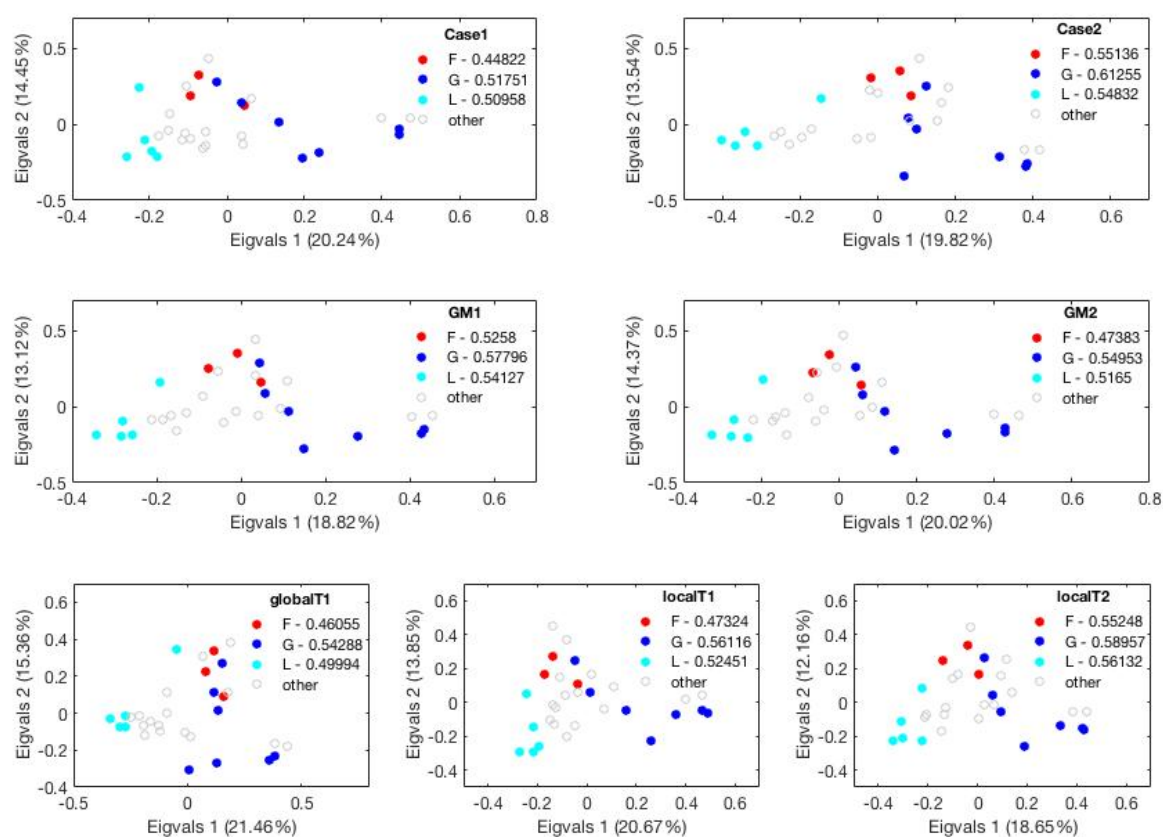 Case1
F - 0.44822
G - 0.51751
L - 0.50958
other
0.5
0
-0.5
Eigvals 2 (14.45%)
-0.4 -0.2 0 0.2 0.4 0.6 0.8
Eigvals 1 (20.24%)
Case2
F - 0.55136
G - 0.61255
L - 0.54832
other
0.5
0
-0.5
Eigvals 2 (13.54%)
-0.4 -0.2 0 0.2 0.4 0.6
Eigvals 1 (19.82%)
GM1
F - 0.5258
G - 0.57796
L - 0.54127
other
0.5
0
-0.5
Eigvals 2 (13.12%)
-0.4 -0.2 0 0.2 0.4 0.6
Eigvals 1 (18.82%)
GM2
F - 0.47383
G - 0.54953
L - 0.5165
other
0.5
0
-0.5
Eigvals 2 (14.37%)
-0.4 -0.2 0 0.2 0.4 0.6 0.8
Eigvals 1 (20.02%)
globalT1
F - 0.46055
G - 0.54288
L - 0.49994
other
0.6
0.4
0.2
0
-0.2
-0.4
Eigvals 2 (15.36%)
-0.5 0 0.5
Eigvals 1 (21.46%)
localT1
F - 0.47324
G - 0.56116
L - 0.52451
other
0.6
0.4
0.2
0
-0.2
-0.4
Eigvals 2 (13.85%)
-0.4 -0.2 0 0.2 0.4 0.6
Eigvals 1 (20.67%)
localT2
F - 0.55248
G - 0.58957
L - 0.56132
other
0.6
0.4
0.2
0
-0.2
-0.4
Eigvals 2 (12.16%)
-0.4 -0.2 0 0.2 0.4 0.6
Eigvals 1 (18.65%)